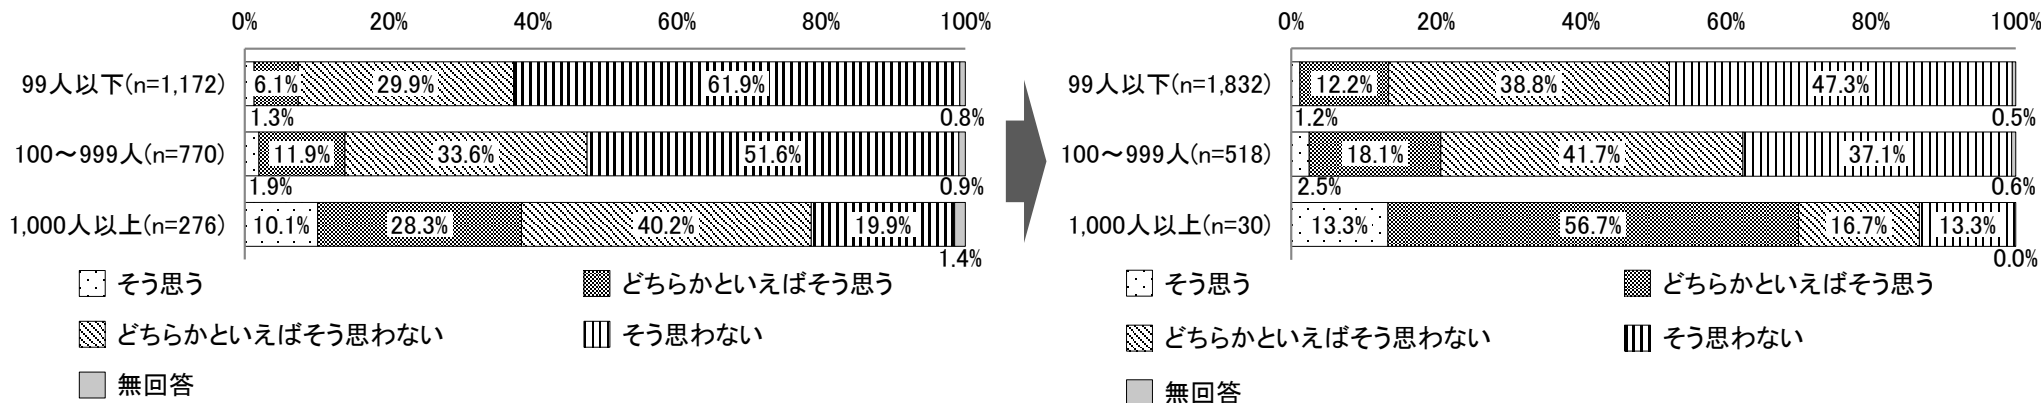 0% 20% 40% 60% 80% 100%
99人以下(n=1,172) 6.1% 29.9% 61.9%
1.3% 0.8%
100～999人(n=770) 11.9% 33.6% 51.6%
1.9% 0.9%
1,000人以上(n=276) 10.1% 28.3% 40.2% 19.9%
1.4%
そう思う どちらかといえばそう思う
どちらかといえばそう思わない そう思わない
無回答
0% 20% 40% 60% 80% 100%
99人以下(n=1,832) 12.2% 38.8% 47.3%
1.2% 0.5%
100～999人(n=518) 18.1% 41.7% 37.1%
2.5% 0.6%
1,000人以上(n=30) 13.3% 56.7% 16.7% 13.3%
0.0%
そう思う どちらかといえばそう思う
どちらかといえばそう思わない そう思わない
無回答